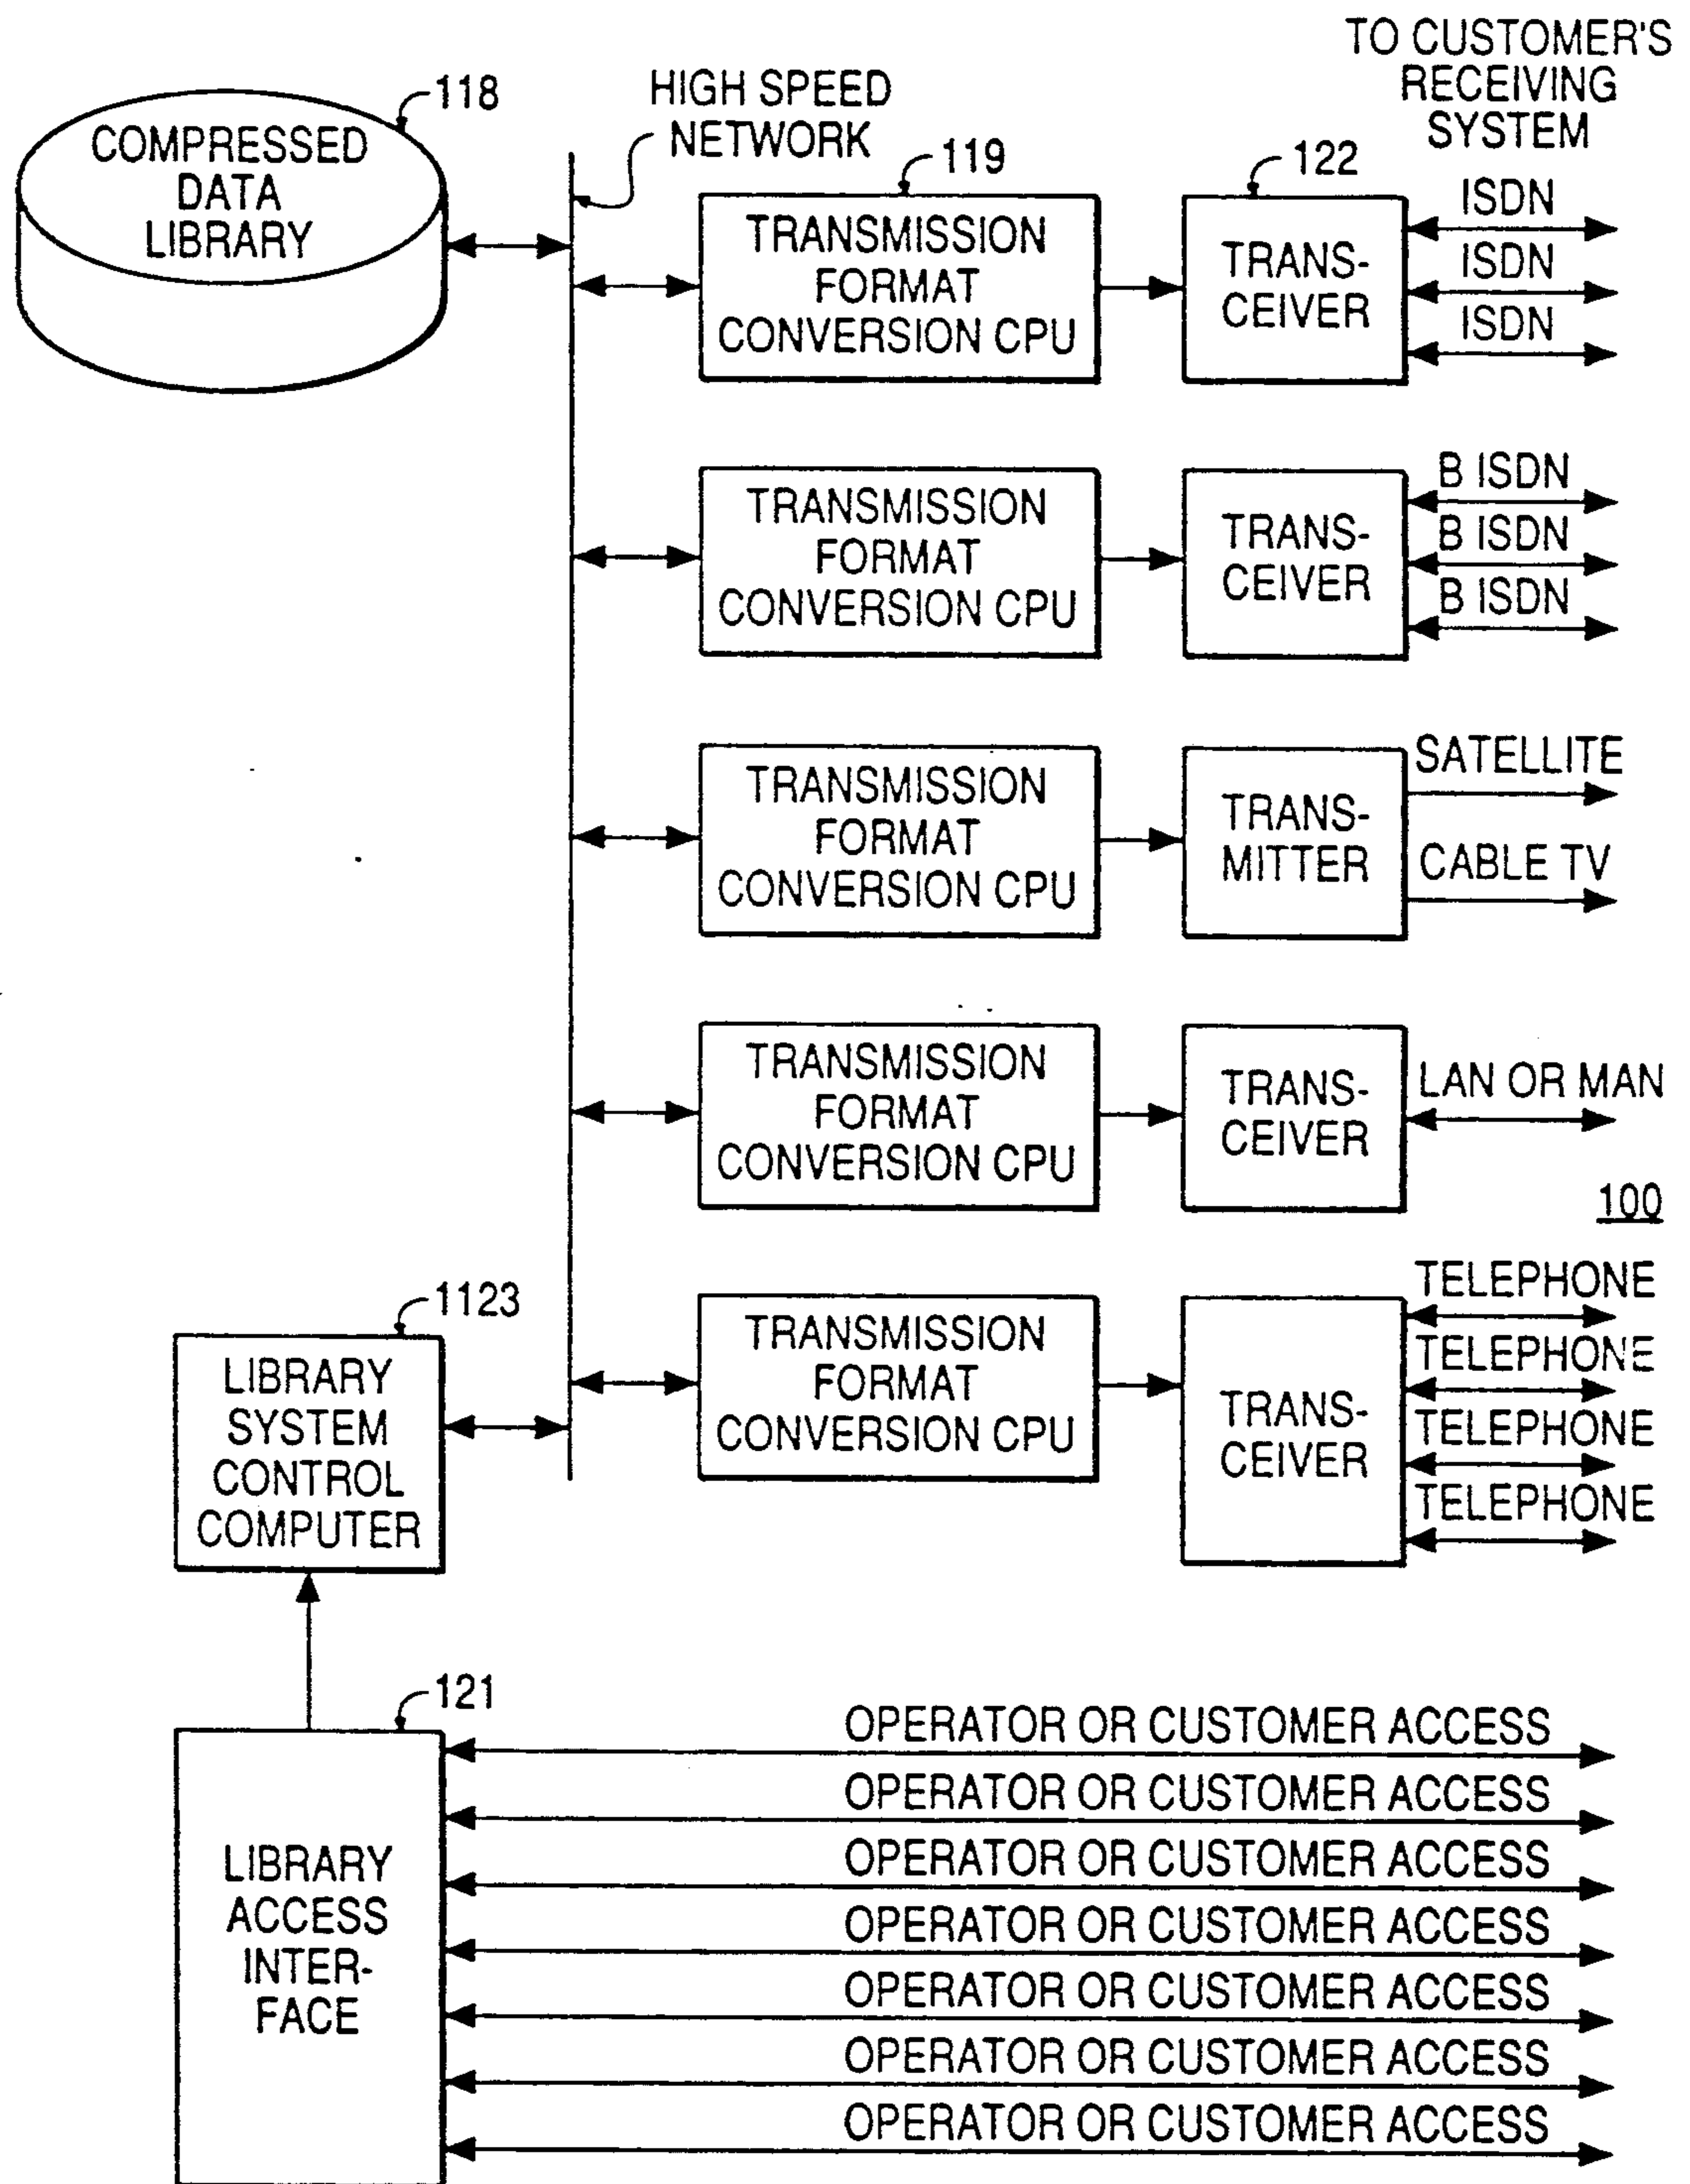 TO CUSTOMER'S
RECEIVING
SYSTEM
118
COMPRESSED
DATA
LIBRARY
HIGH SPEED
NETWORK
119
TRANSMISSION
FORMAT
CONVERSION CPU
122
TRANS-
CEIVER
ISDN
ISDN
ISDN
TRANSMISSION
FORMAT
CONVERSION CPU
TRANS-
CEIVER
B ISDN
B ISDN
B ISDN
TRANSMISSION
FORMAT
CONVERSION CPU
TRANS-
MITTER
SATELLITE
CABLE TV
TRANSMISSION
FORMAT
CONVERSION CPU
TRANS-
CEIVER
LAN OR MAN
100
1123
LIBRARY
SYSTEM
CONTROL
COMPUTER
TRANSMISSION
FORMAT
CONVERSION CPU
TRANS-
CEIVER
TELEPHONE
TELEPHONE
TELEPHONE
TELEPHONE
121
LIBRARY
ACCESS
INTER-
FACE
OPERATOR OR CUSTOMER ACCESS
OPERATOR OR CUSTOMER ACCESS
OPERATOR OR CUSTOMER ACCESS
OPERATOR OR CUSTOMER ACCESS
OPERATOR OR CUSTOMER ACCESS
OPERATOR OR CUSTOMER ACCESS
OPERATOR OR CUSTOMER ACCESS